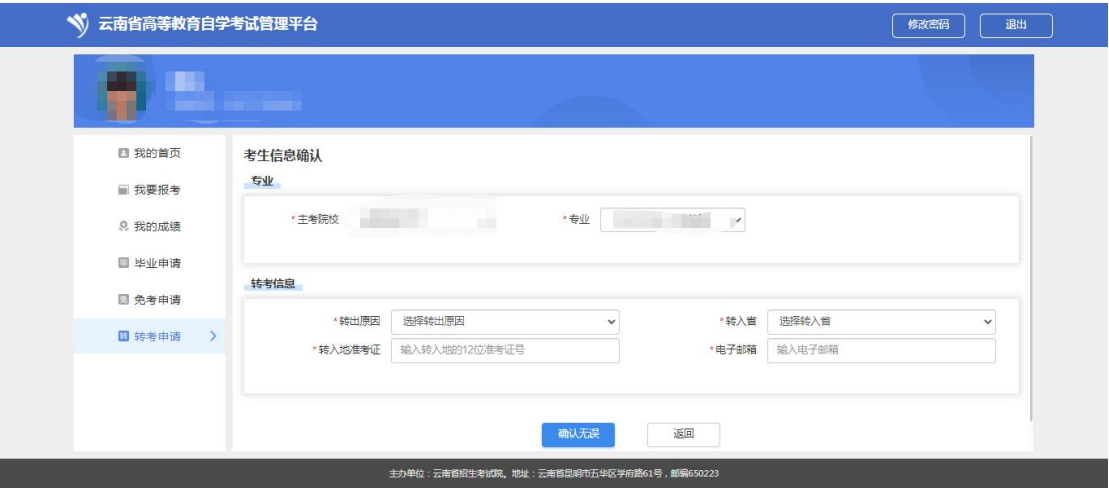 云南省高等教育自学考试管理平台 修改密码 退出
我的首页
我要报考
我的成绩
毕业申请
免考申请
转考申请
考生信息确认
专业
*主考院校 *专业
转考信息
*转出原因 选择转出原因 *转入省 选择转入省
*转入地准考证 输入转入地的12位准考证号 *电子邮箱 输入电子邮箱
确认无误 返回
主办单位：云南省招生考试院。地址：云南省昆明市五华区学府路61号，邮编650223